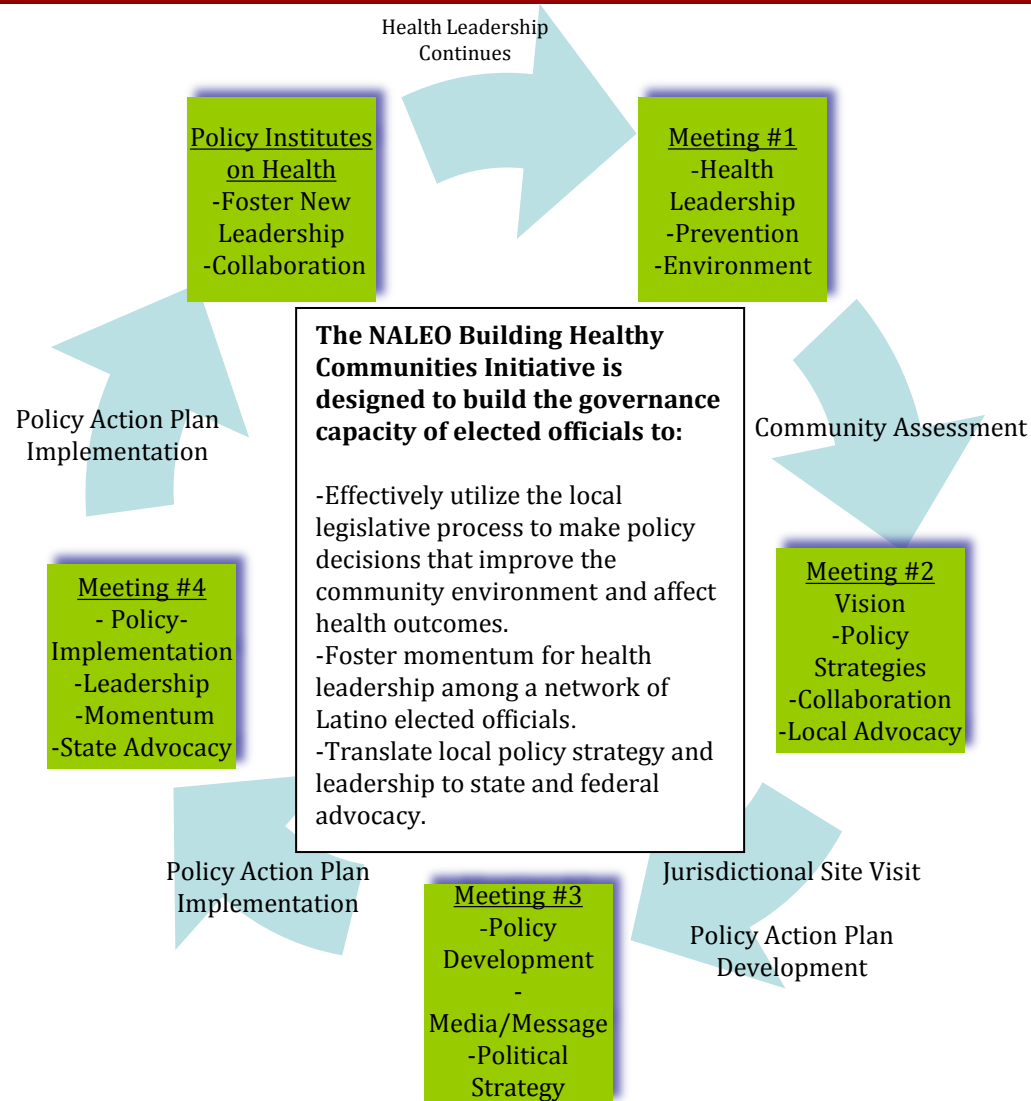 Health Leadership
Continues
Policy Institutes
on Health
-Foster New
Leadership
-Collaboration
Meeting #1
-Health
Leadership
-Prevention
-Environment
The NALEO Building Healthy
Communities Initiative is
designed to build the governance
capacity of elected officials to:
-Effectively utilize the local
legislative process to make policy
decisions that improve the
community environment and affect
health outcomes.
-Foster momentum for health
leadership among a network of
Latino elected officials.
-Translate local policy strategy and
leadership to state and federal
advocacy.
Policy Action Plan
Implementation
Community Assessment
Meeting #4
- Policy-
Implementation
-Leadership
-Momentum
-State Advocacy
Meeting #2
Vision
-Policy
Strategies
-Collaboration
-Local Advocacy
Policy Action Plan
Implementation
Jurisdictional Site Visit
Policy Action Plan
Development
Meeting #3
-Policy
Development
-
Media/Message
-Political
Strategy